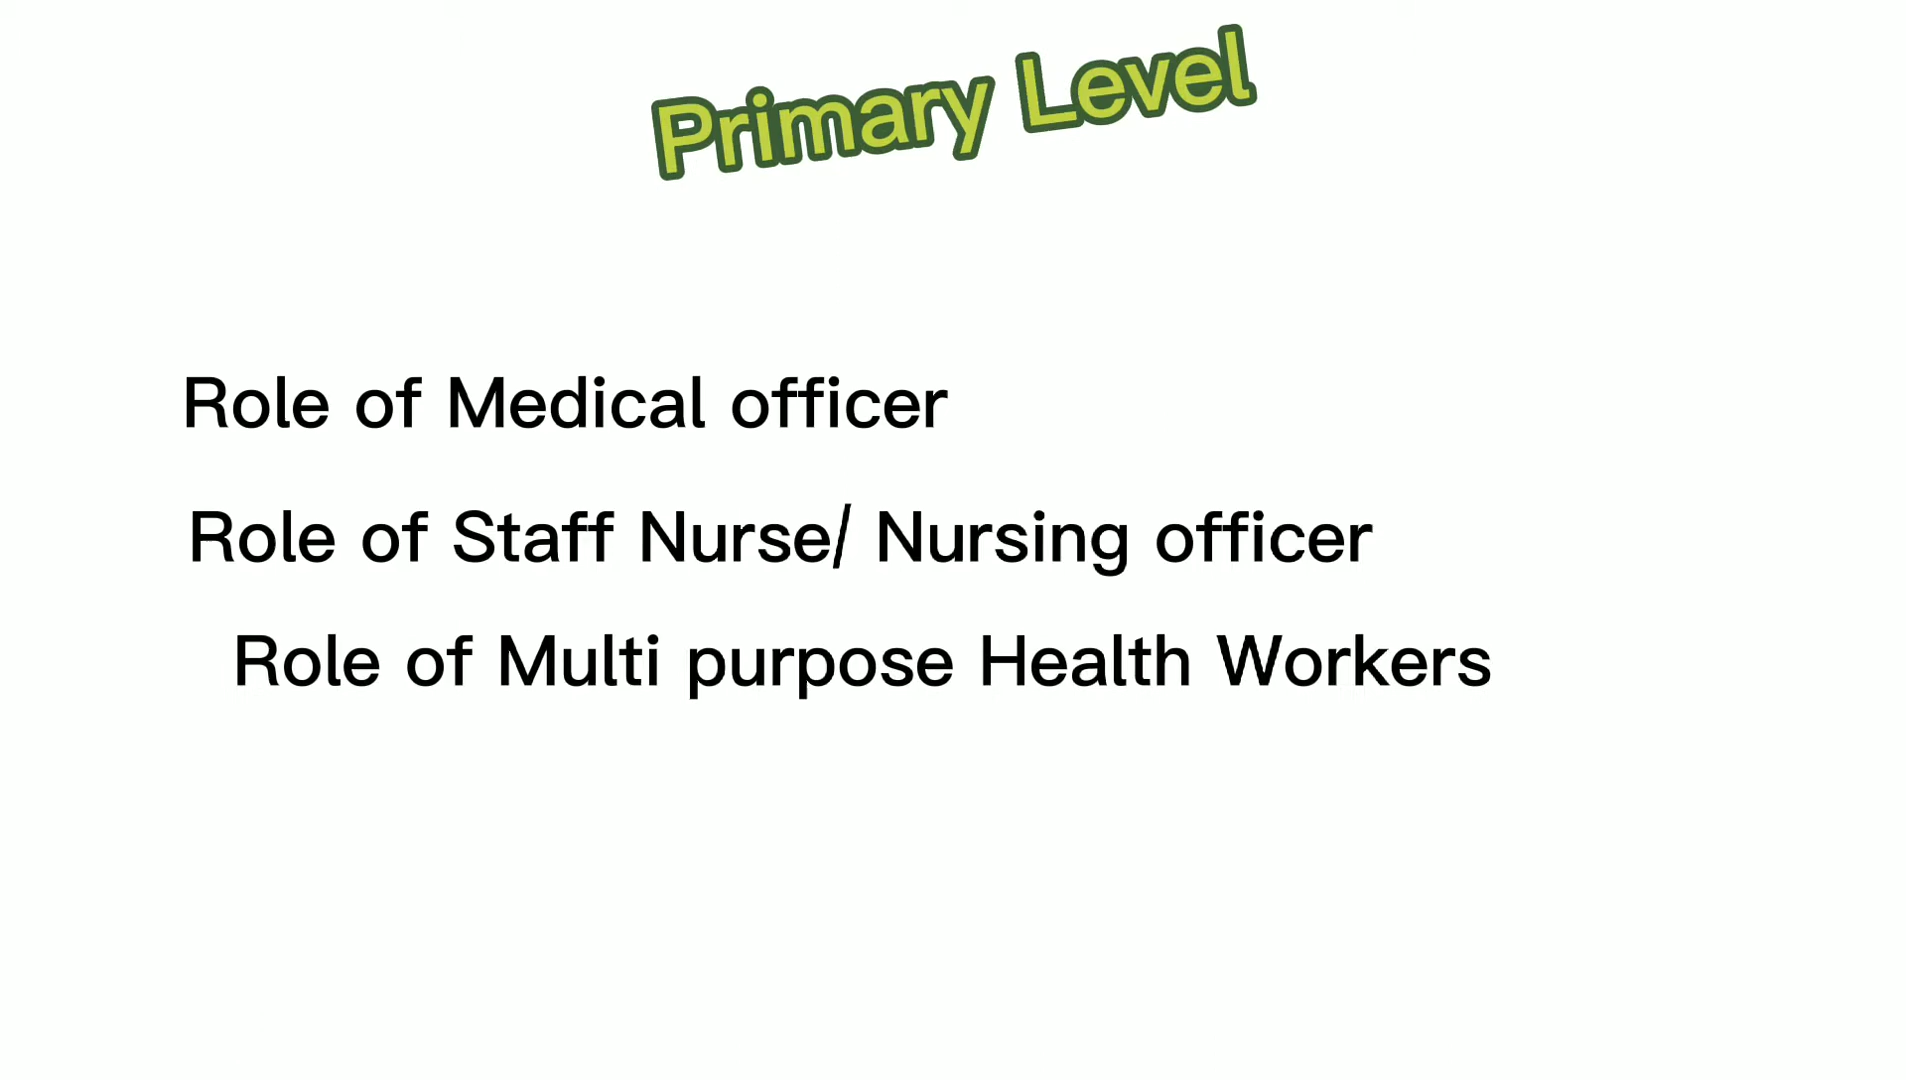 Primary Level
Role of Medical officer
Role of Staff Nurse/ Nursing officer
Role of Multi purpose Health Workers